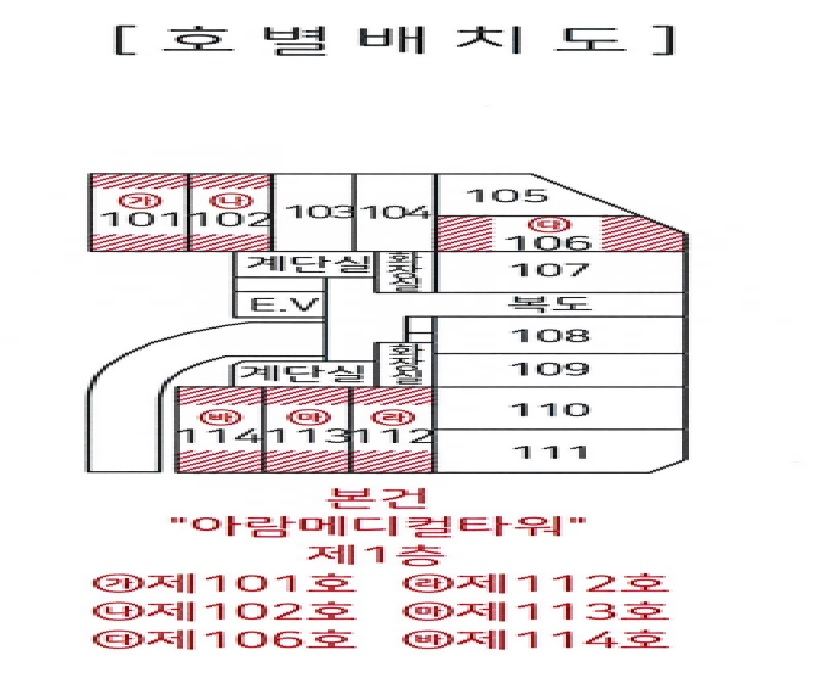 [ 호 별 배 치 도 ]
㉮ ㉯
101 102 103 104 105
㉰
106
계단실 화장실 107
E.V 복도
108
화장실
계단실 109
㉳ ㉲ ㉱ 110
114 113 112
111
본건
"아람메디컬타워"
제1층
㉮제101호 ㉱제112호
㉯제102호 ㉲제113호
㉰제106호 ㉳제114호